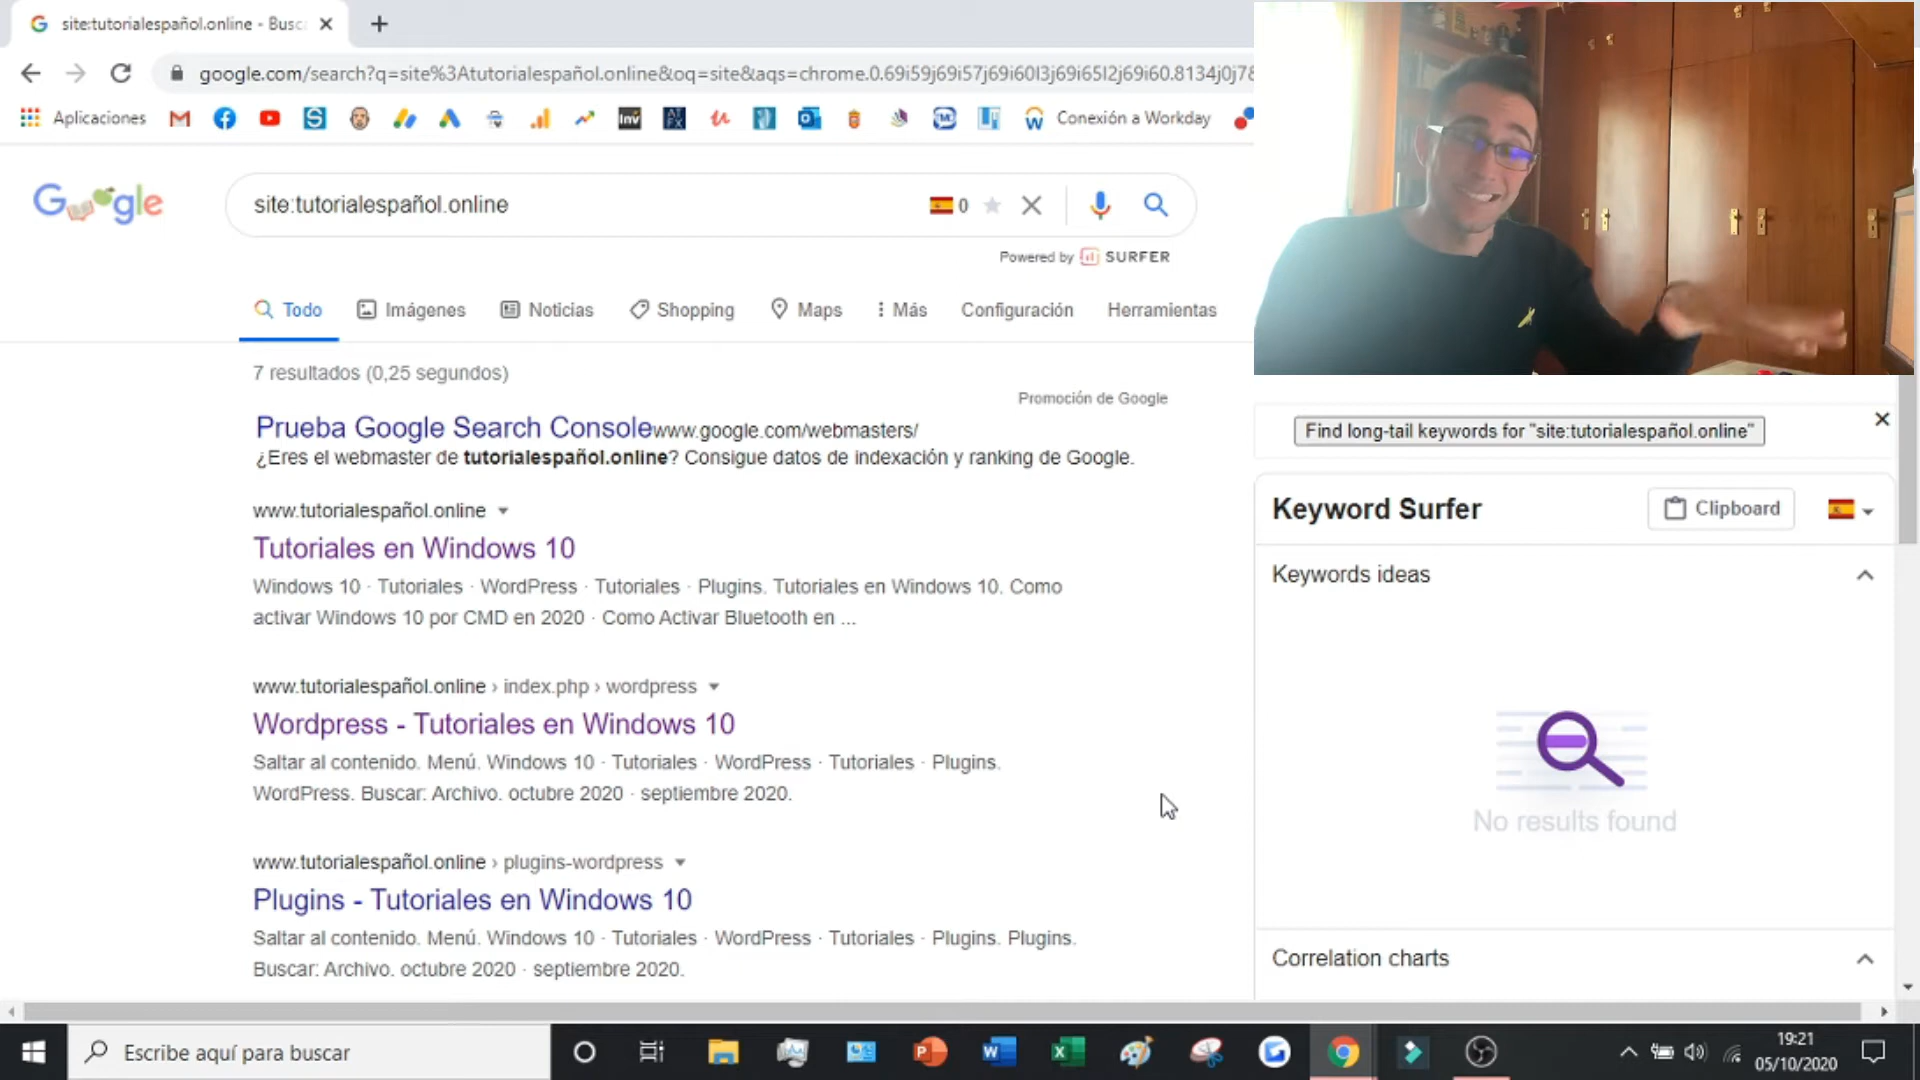 site:tutorialespañol.online - Busc
google.com/search?q=site%3Atutorialespañol.online&oq=site&aqs=chrome.0.69i59j69i57j69i60l3j69i65l2j69i60.8134j0j7&
Aplicaciones
Inv
Conexión a Workday
Google
site:tutorialespañol.online
0
Powered by SURFER
Todo Imágenes Noticias Shopping Maps Más Configuración Herramientas
7 resultados (0,25 segundos)
Promoción de Google
Prueba Google Search Consolewww.google.com/webmasters/
¿Eres el webmaster de tutorialespañol.online? Consigue datos de indexación y ranking de Google.
www.tutorialespañol.online
Tutoriales en Windows 10
Windows 10 · Tutoriales · WordPress · Tutoriales · Plugins. Tutoriales en Windows 10. Como
activar Windows 10 por CMD en 2020 · Como Activar Bluetooth en ...
www.tutorialespañol.online › index.php › wordpress
Wordpress - Tutoriales en Windows 10
Saltar al contenido. Menú. Windows 10 · Tutoriales · WordPress · Tutoriales · Plugins.
WordPress. Buscar: Archivo. octubre 2020 · septiembre 2020.
www.tutorialespañol.online › plugins-wordpress
Plugins - Tutoriales en Windows 10
Saltar al contenido. Menú. Windows 10 · Tutoriales · WordPress · Tutoriales · Plugins. Plugins.
Buscar: Archivo. octubre 2020 · septiembre 2020.
Find long-tail keywords for "site:tutorialespañol.online"
Keyword Surfer
Clipboard
Keywords ideas
No results found
Correlation charts
Escribe aquí para buscar
19:21
05/10/2020